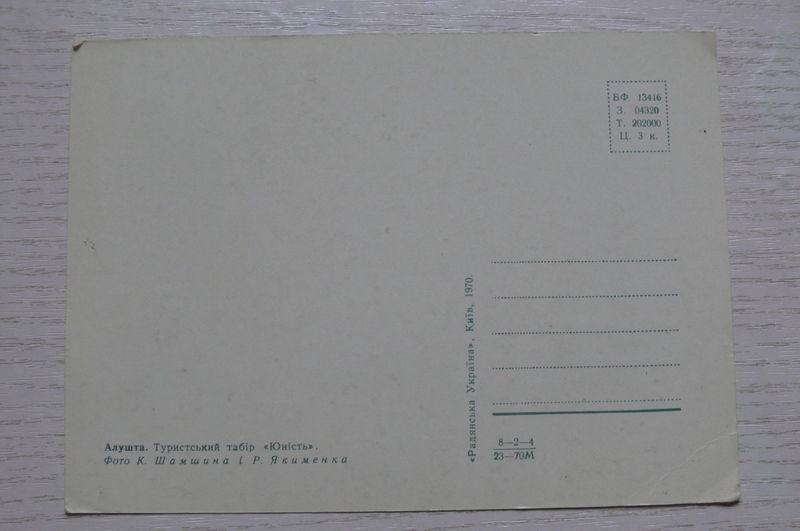 БФ 13416
З. 04320
Т. 202000
Ц. 3 к.
«Радянська Україна», Київ, 1970.
8—2—4
23—70М
Алушта. Туристський табір «Юність».
Фото К. Шамшина і Р. Якименка